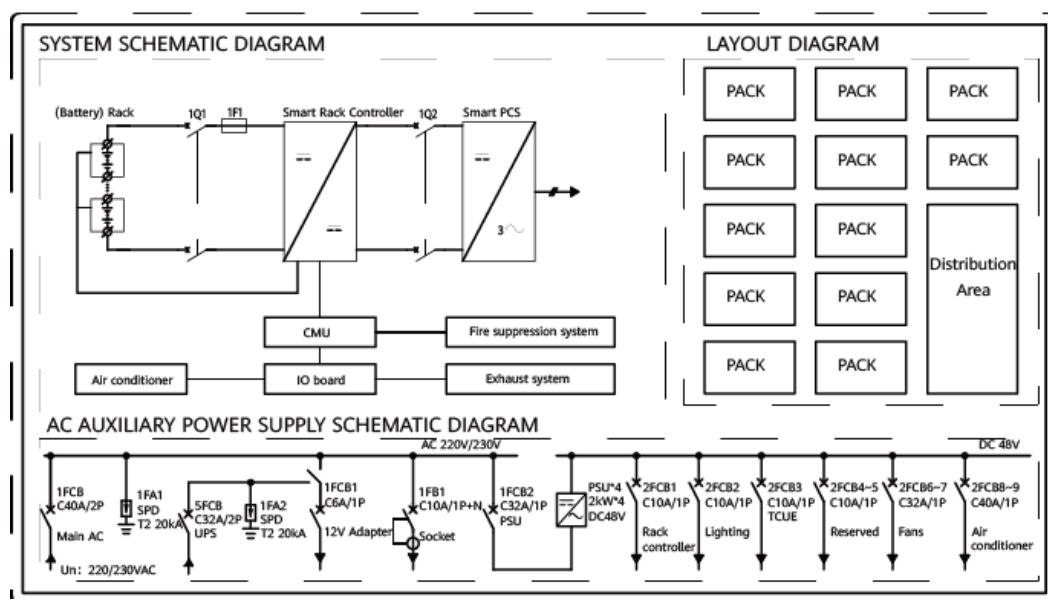 SYSTEM SCHEMATIC DIAGRAM
(Battery) Rack
1Q1
1F1
Smart Rack Controller
1Q2
Smart PCS
3
CMU
Fire suppression system
Air conditioner
IO board
Exhaust system
LAYOUT DIAGRAM
PACK PACK PACK
PACK PACK PACK
PACK PACK
PACK PACK
PACK PACK
Distribution
Area
AC AUXILIARY POWER SUPPLY SCHEMATIC DIAGRAM
AC 220V/230V
DC 48V
1FCB
C40A/2P
Main AC
Un: 220/230VAC
1FA1
SPD
T2 20kA
5FCB
C32A/2P
UPS
1FA2
SPD
T2 20kA
1FCB1
C6A/1P
12V Adapter
1FB1
C10A/1P+N
Socket
1FCB2
C32A/1P
PSU
PSU*4
2kW*4
DC48V
2FCB1
C10A/1P
Rack
controller
2FCB2
C10A/1P
Lighting
2FCB3
C10A/1P
TCUE
2FCB4~5
C10A/1P
Reserved
2FCB6~7
C32A/1P
Fans
2FCB8~9
C40A/1P
Air
conditioner